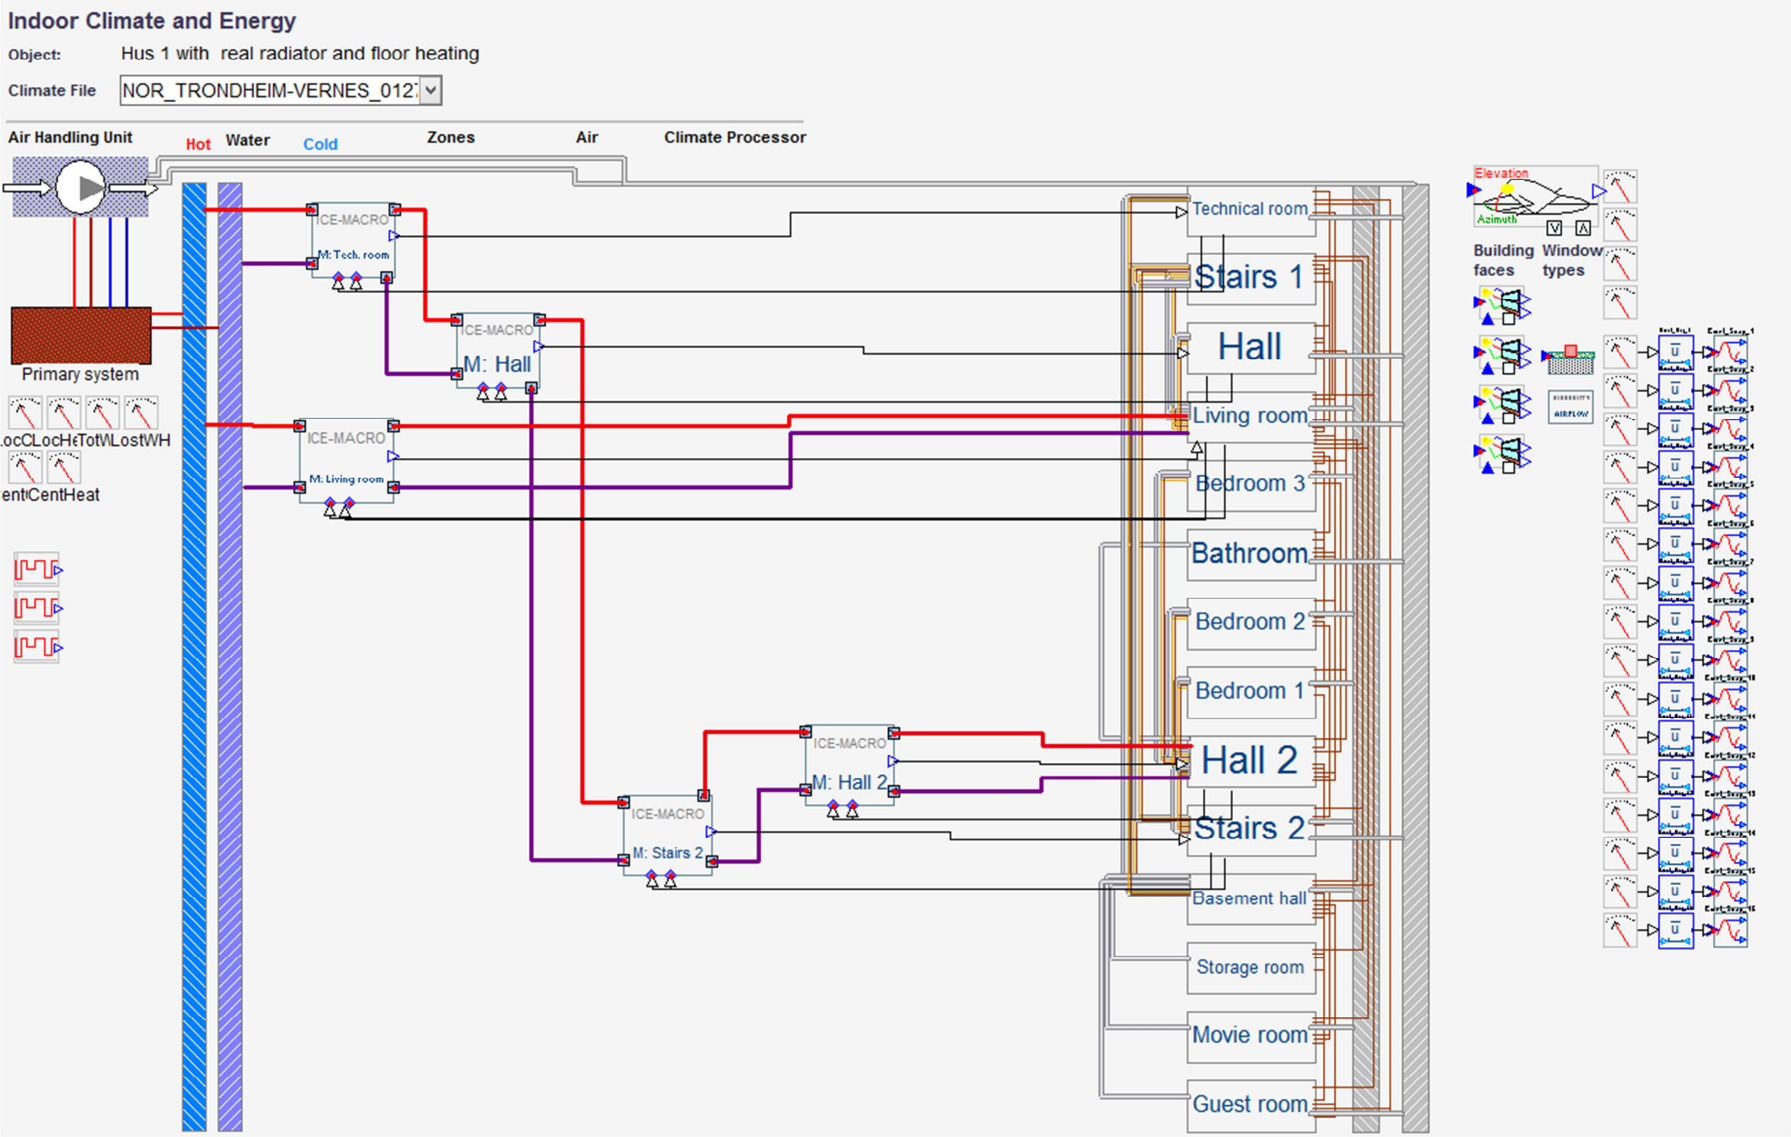 Indoor Climate and Energy
Object: Hus 1 with real radiator and floor heating
Climate File NOR_TRONDHEIM-VERNES_0127
Air Handling Unit Hot Water Cold Zones Air Climate Processor
Elevation
Azimuth
V A
Building faces
Window types
AIRFLOW
Primary system
LostWH
CentHeat
ICE-MACRO
M: Tech. room
ICE-MACRO
M: Hall
ICE-MACRO
M: Living room
ICE-MACRO
M: Hall 2
ICE-MACRO
M: Stairs 2
Technical room
Stairs 1
Hall
Living room
Bedroom 3
Bathroom
Bedroom 2
Bedroom 1
Hall 2
Stairs 2
Basement hall
Storage room
Movie room
Guest room